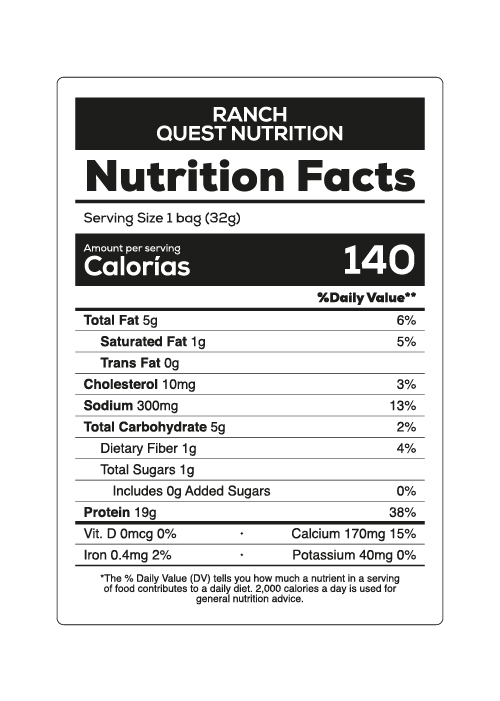 RANCH
QUEST NUTRITION
Nutrition Facts
Serving Size 1 bag (32g)
Amount per serving
Calorías 140
%Daily Value**
Total Fat 5g 6%
Saturated Fat 1g 5%
Trans Fat 0g
Cholesterol 10mg 3%
Sodium 300mg 13%
Total Carbohydrate 5g 2%
Dietary Fiber 1g 4%
Total Sugars 1g
Includes 0g Added Sugars 0%
Protein 19g 38%
Vit. D 0mcg 0% · Calcium 170mg 15%
Iron 0.4mg 2% · Potassium 40mg 0%
*The % Daily Value (DV) tells you how much a nutrient in a serving
of food contributes to a daily diet. 2,000 calories a day is used for
general nutrition advice.